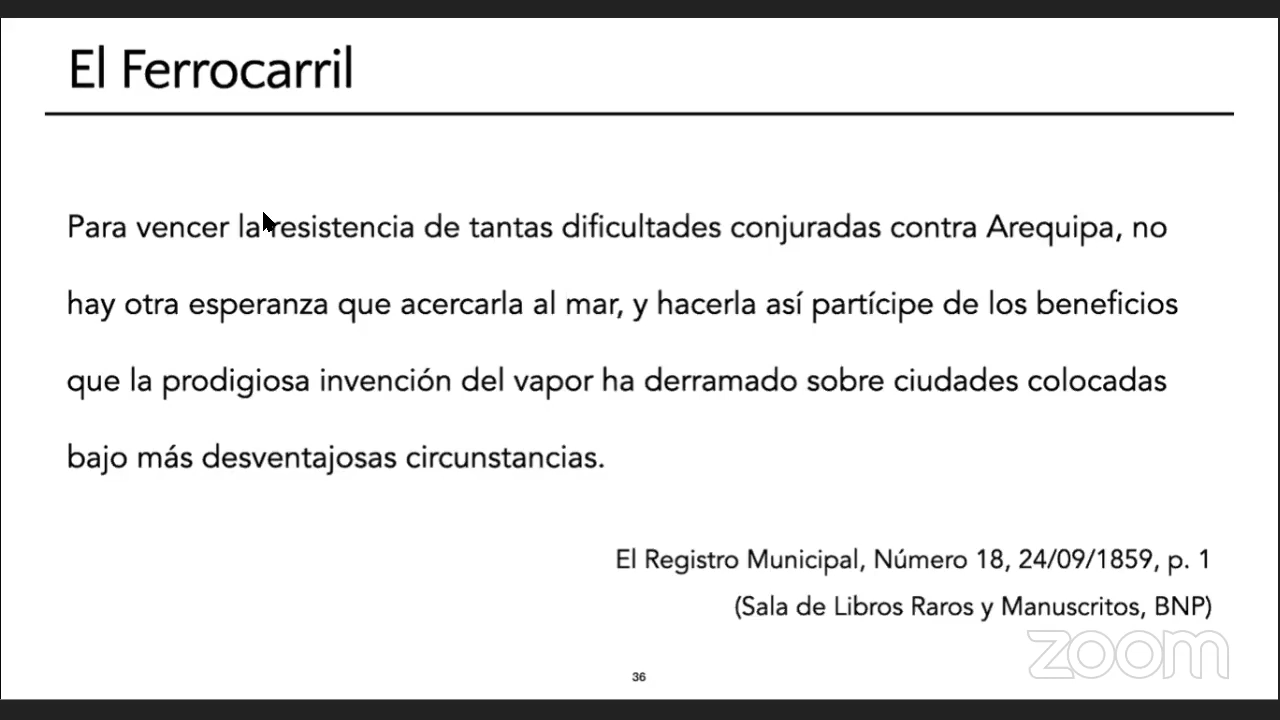 El Ferrocarril
Para vencer la resistencia de tantas dificultades conjuradas contra Arequipa, no
hay otra esperanza que acercarla al mar, y hacerla así partícipe de los beneficios
que la prodigiosa invención del vapor ha derramado sobre ciudades colocadas
bajo más desventajosas circunstancias.
El Registro Municipal, Número 18, 24/09/1859, p. 1
(Sala de Libros Raros y Manuscritos, BNP)
zoom
36